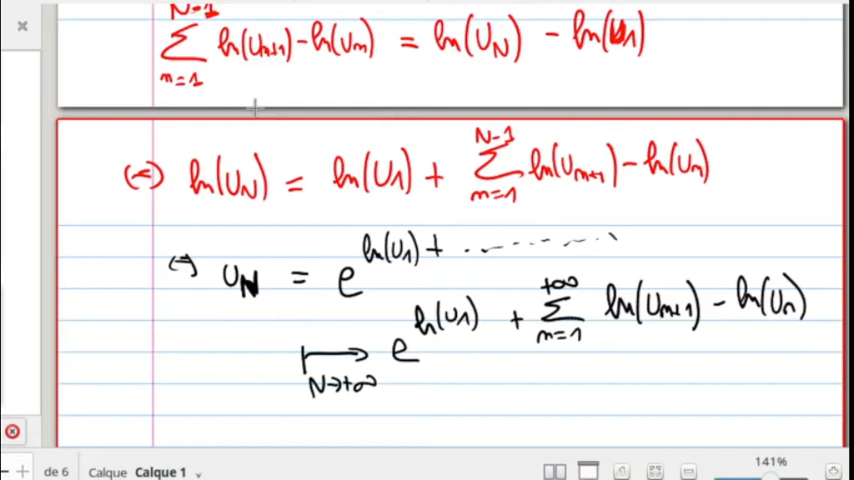 N-1
∑ ln(Un+1) - ln(Un) = ln(UN) - ln(U1)
n=1
N-1
(=) ln(UN) = ln(U1) + ∑ ln(Un+1) - ln(Un)
n=1
(=) UN = e^ln(U1) + ..........
+∞
⟼ e^ln(U1) + ∑ ln(Un+1) - ln(Un)
N→+∞ n=1
de 6 Calque Calque 1 141%